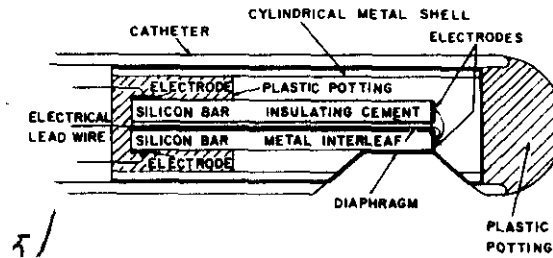 CYLINDRICAL METAL SHELL
CATHETER
ELECTRODES
ELECTRODE
PLASTIC POTTING
ELECTRICAL
LEAD WIRE
SILICON BAR INSULATING CEMENT
SILICON BAR METAL INTERLEAF
ELECTRODE
DIAPHRAGM
PLASTIC
POTTING